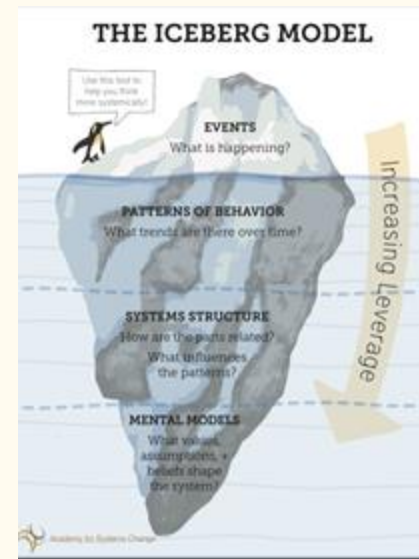 THE ICEBERG MODEL
Use this tool to
help you think
more systemically!
EVENTS
What is happening?
PATTERNS OF BEHAVIOR
What trends are there over time?
SYSTEMS STRUCTURE
How are the parts related?
What influences
the patterns?
MENTAL MODELS
What values,
assumptions, +
beliefs shape
the system?
Increasing Leverage
Academy for Systems Change